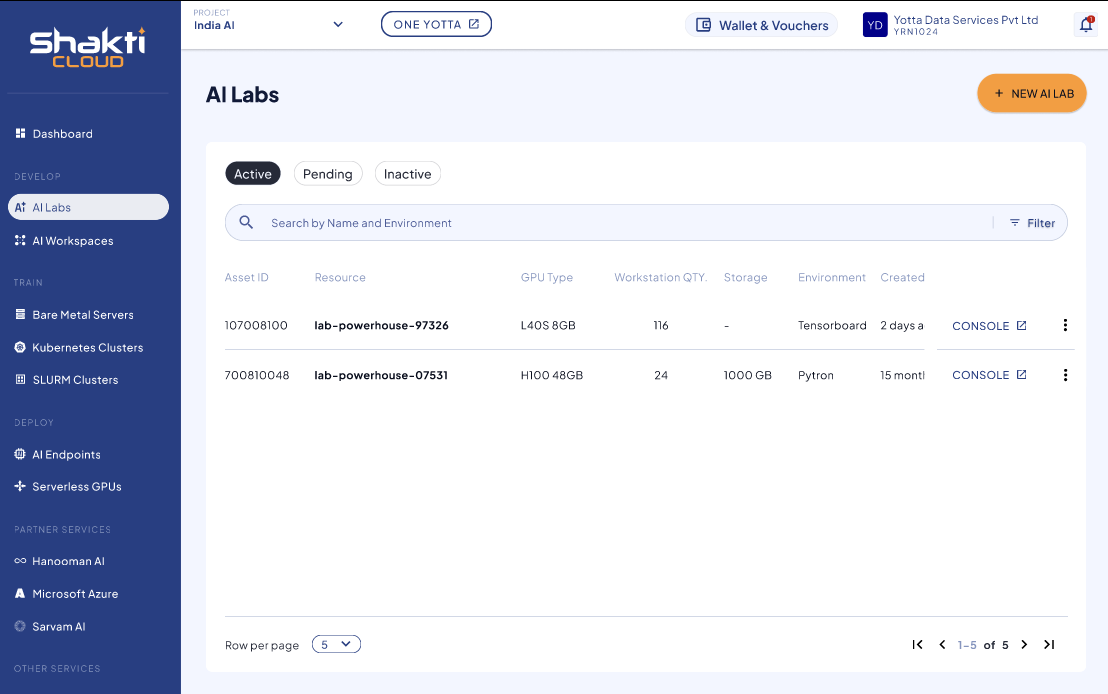 Shakti
CLOUD
PROJECT
India AI
ONE YOTTA
Wallet & Vouchers
YD
Yotta Data Services Pvt Ltd
YRN1024
1
Dashboard
DEVELOP
AI Labs
AI Workspaces
TRAIN
Bare Metal Servers
Kubernetes Clusters
SLURM Clusters
DEPLOY
AI Endpoints
Serverless GPUs
PARTNER SERVICES
Hanooman AI
Microsoft Azure
Sarvam AI
OTHER SERVICES
AI Labs
+ NEW AI LAB
Active Pending Inactive
Search by Name and Environment Filter
Asset ID Resource GPU Type Workstation QTY. Storage Environment Created
107008100 lab-powerhouse-97326 L40S 8GB 116 - Tensorboard 2 days a CONSOLE
700810048 lab-powerhouse-07531 H100 48GB 24 1000 GB Pytron 15 montl CONSOLE
Row per page 5 1-5 of 5